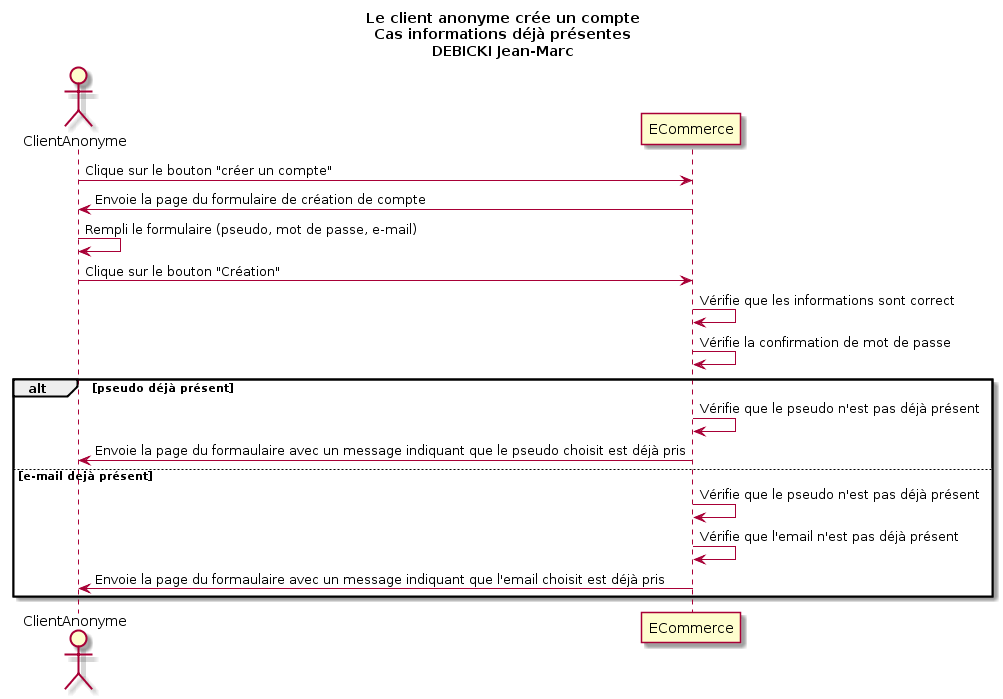 Le client anonyme crée un compte
Cas informations déjà présentes
DEBICKI Jean-Marc
ClientAnonyme
ECommerce
Clique sur le bouton "créer un compte"
Envoie la page du formulaire de création de compte
Rempli le formulaire (pseudo, mot de passe, e-mail)
Clique sur le bouton "Création"
Vérifie que les informations sont correct
Vérifie la confirmation de mot de passe
alt [pseudo déjà présent]
Vérifie que le pseudo n'est pas déjà présent
Envoie la page du formaulaire avec un message indiquant que le pseudo choisit est déjà pris
[e-mail déjà présent]
Vérifie que le pseudo n'est pas déjà présent
Vérifie que l'email n'est pas déjà présent
Envoie la page du formaulaire avec un message indiquant que l'email choisit est déjà pris
ClientAnonyme
ECommerce